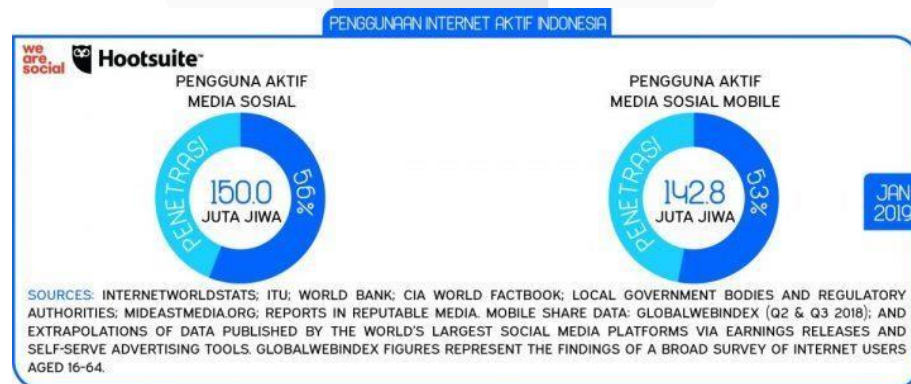 PENGGUNAAN INTERNET AKTIF INDONESIA
we
are
social
Hootsuite™
PENGGUNA AKTIF
MEDIA SOSIAL
PENETRASI
56%
150.0
JUTA JIWA
PENGGUNA AKTIF
MEDIA SOSIAL MOBILE
PENETRASI
53%
142.8
JUTA JIWA
JAN
2019
SOURCES: INTERNETWORLDSTATS; ITU; WORLD BANK; CIA WORLD FACTBOOK; LOCAL GOVERNMENT BODIES AND REGULATORY
AUTHORITIES; MIDEASTMEDIA.ORG; REPORTS IN REPUTABLE MEDIA. MOBILE SHARE DATA: GLOBALWEBINDEX (Q2 & Q3 2018); AND
EXTRAPOLATIONS OF DATA PUBLISHED BY THE WORLD'S LARGEST SOCIAL MEDIA PLATFORMS VIA EARNINGS RELEASES AND
SELF-SERVE ADVERTISING TOOLS. GLOBALWEBINDEX FIGURES REPRESENT THE FINDINGS OF A BROAD SURVEY OF INTERNET USERS
AGED 16-64.